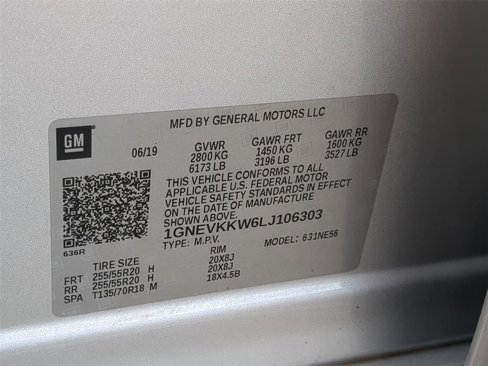 MFD BY GENERAL MOTORS LLC
GM
06/19 GVWR GAWR FRT GAWR RR
2800 KG 1450 KG 1600 KG
6173 LB 3196 LB 3527 LB
THIS VEHICLE CONFORMS TO ALL
APPLICABLE U.S. FEDERAL MOTOR
VEHICLE SAFETY STANDARDS IN EFFECT
ON THE DATE OF MANUFACTURE
SHOWN ABOVE.
636R
1GNEVKKW6LJ106303
TYPE: M.P.V. MODEL: 631NE56
TIRE SIZE RIM
FRT 255/55R20 H 20X8J
RR 255/55R20 H 20X8J
SPA T135/70R18 M 18X4.5B